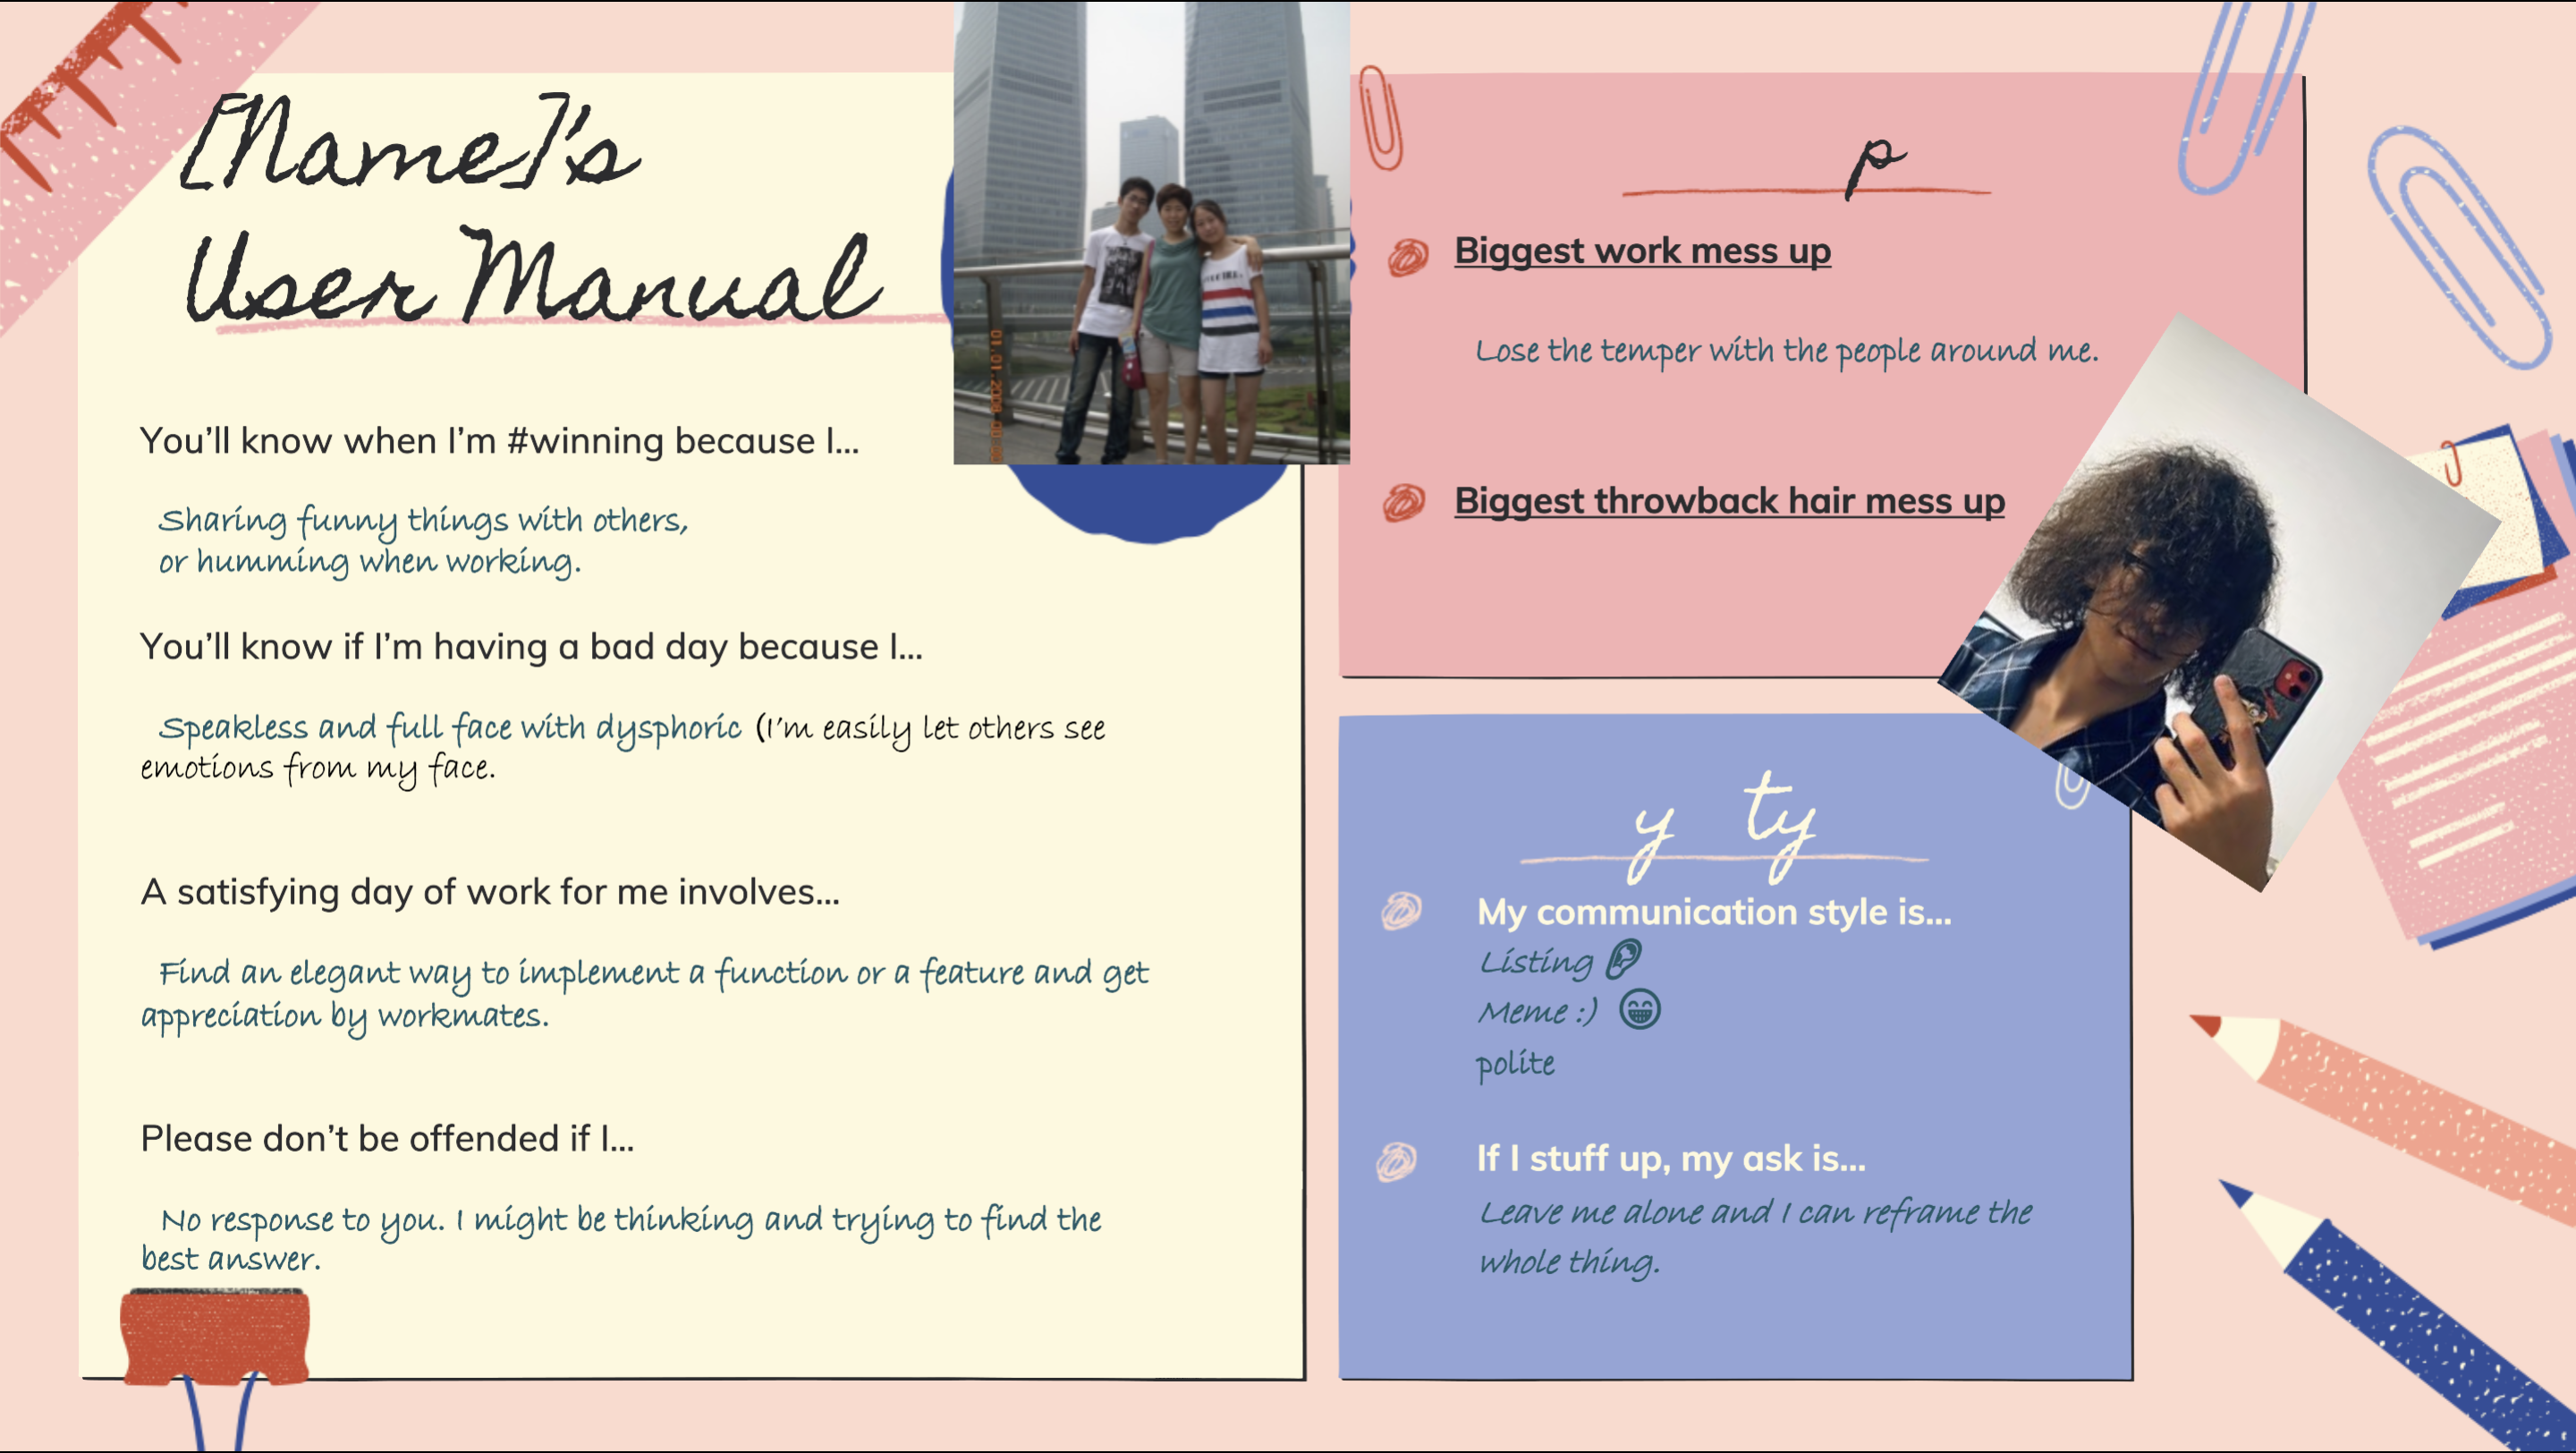 [Name]'s
User Manual
You'll know when I'm #winning because I...
Sharing funny things with others,
or humming when working.
You'll know if I'm having a bad day because I...
Speakless and full face with dysphoric (I'm easily let others see
emotions from my face.
A satisfying day of work for me involves...
Find an elegant way to implement a function or a feature and get
appreciation by workmates.
Please don't be offended if I...
No response to you. I might be thinking and trying to find the
best answer.
p
Biggest work mess up
Lose the temper with the people around me.
Biggest throwback hair mess up
y ty
My communication style is...
Listing 👂
Meme :) 😁
polite
If I stuff up, my ask is...
Leave me alone and I can reframe the
whole thing.